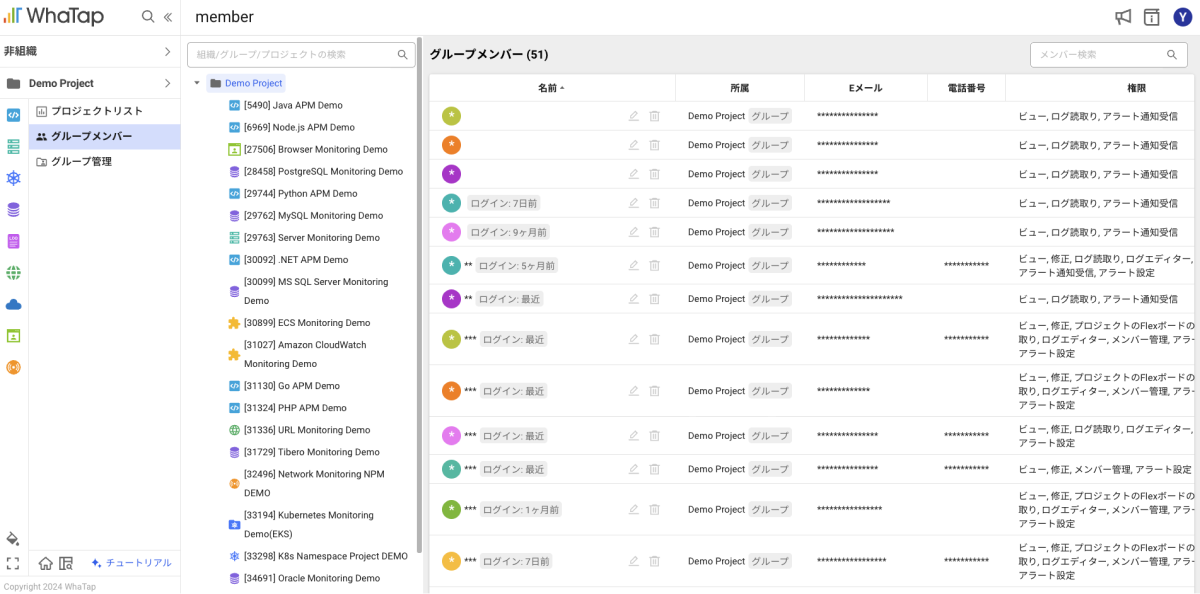 WhaTap
member
Y
非組織
Demo Project
プロジェクトリスト
グループメンバー
グループ管理
チュートリアル
Copyright 2024 WhaTap
組織/グループ/プロジェクトの検索
Demo Project
[5490] Java APM Demo
[6969] Node.js APM Demo
[27506] Browser Monitoring Demo
[28458] PostgreSQL Monitoring Demo
[29744] Python APM Demo
[29762] MySQL Monitoring Demo
[29763] Server Monitoring Demo
[30092] .NET APM Demo
[30099] MS SQL Server Monitoring
Demo
[30899] ECS Monitoring Demo
[31027] Amazon CloudWatch
Monitoring Demo
[31130] Go APM Demo
[31324] PHP APM Demo
[31336] URL Monitoring Demo
[31729] Tibero Monitoring Demo
[32496] Network Monitoring NPM
DEMO
[33194] Kubernetes Monitoring
Demo(EKS)
[33298] K8s Namespace Project DEMO
[34691] Oracle Monitoring Demo
グループメンバー (51)
メンバー検索
名前 所属 Eメール 電話番号 権限
* Demo Project グループ *************** ビュー, ログ読取り, アラート通知受信
* Demo Project グループ *************** ビュー, ログ読取り, アラート通知受信
* Demo Project グループ *************** ビュー, ログ読取り, アラート通知受信
* ログイン: 7日前 Demo Project グループ ****************** ビュー, ログ読取り, アラート通知受信
* ログイン: 9ヶ月前 Demo Project グループ ******************* ビュー, ログ読取り, アラート通知受信
* ** ログイン: 5ヶ月前 Demo Project グループ ************ *********** ビュー, 修正, ログ読取り, ログエディター,
アラート通知受信, アラート設定
* ** ログイン: 最近 Demo Project グループ ********************* ビュー, ログ読取り, アラート通知受信
* *** ログイン: 最近 Demo Project グループ ************* *********** ビュー, 修正, プロジェクトのFlexボードの
取り, ログエディター, メンバー管理, アラー
アラート設定
* *** ログイン: 最近 Demo Project グループ ************* ビュー, 修正, プロジェクトのFlexボードの
取り, ログエディター, メンバー管理, アラー
アラート設定
* *** ログイン: 最近 Demo Project グループ *************** *********** ビュー, 修正, ログ読取り, ログエディター,
アラート設定
* *** ログイン: 最近 Demo Project グループ *************** *********** ビュー, 修正, メンバー管理, アラート設定
* *** ログイン: 1ヶ月前 Demo Project グループ **************** ビュー, 修正, プロジェクトのFlexボードの
取り, ログエディター, メンバー管理, アラー
アラート設定
* *** ログイン: 7日前 Demo Project グループ ***************** *********** ビュー, 修正, プロジェクトのFlexボードの
取り, ログエディター, メンバー管理, アラー
アラート設定